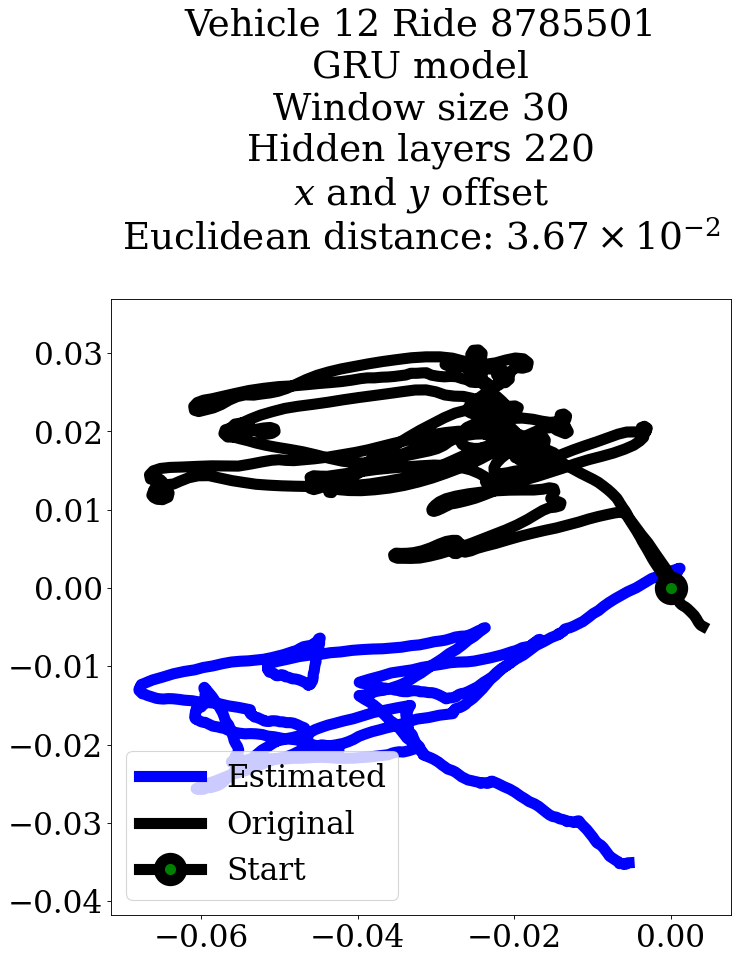 Vehicle 12 Ride 8785501
GRU model
Window size 30
Hidden layers 220
x and y offset
Euclidean distance: 3.67 × 10⁻²
0.03
0.02
0.01
0.00
−0.01
−0.02
−0.03
−0.04
Estimated
Original
Start
−0.06 −0.04 −0.02 0.00